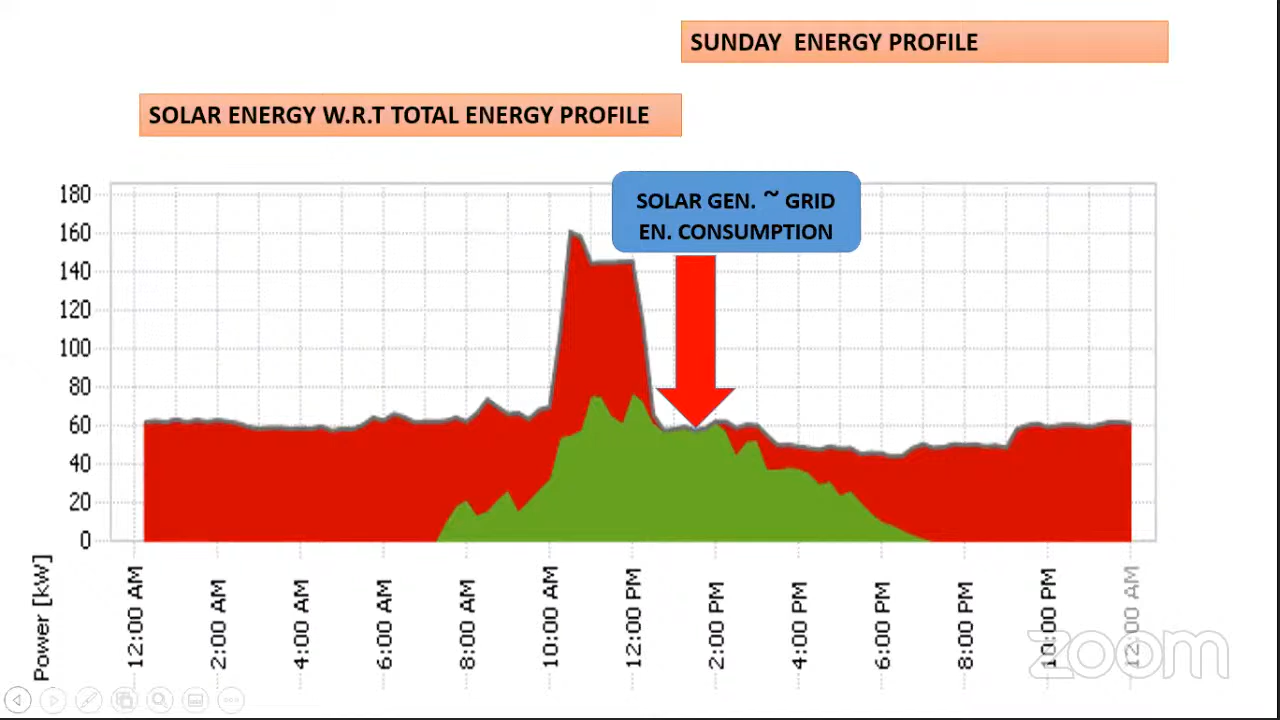 SUNDAY ENERGY PROFILE
SOLAR ENERGY W.R.T TOTAL ENERGY PROFILE
SOLAR GEN. ~ GRID
EN. CONSUMPTION
180
160
140
120
100
80
60
40
20
0
Power [kW]
12:00 AM
2:00 AM
4:00 AM
6:00 AM
8:00 AM
10:00 AM
12:00 PM
2:00 PM
4:00 PM
6:00 PM
8:00 PM
10:00 PM
12:00 AM
zoom